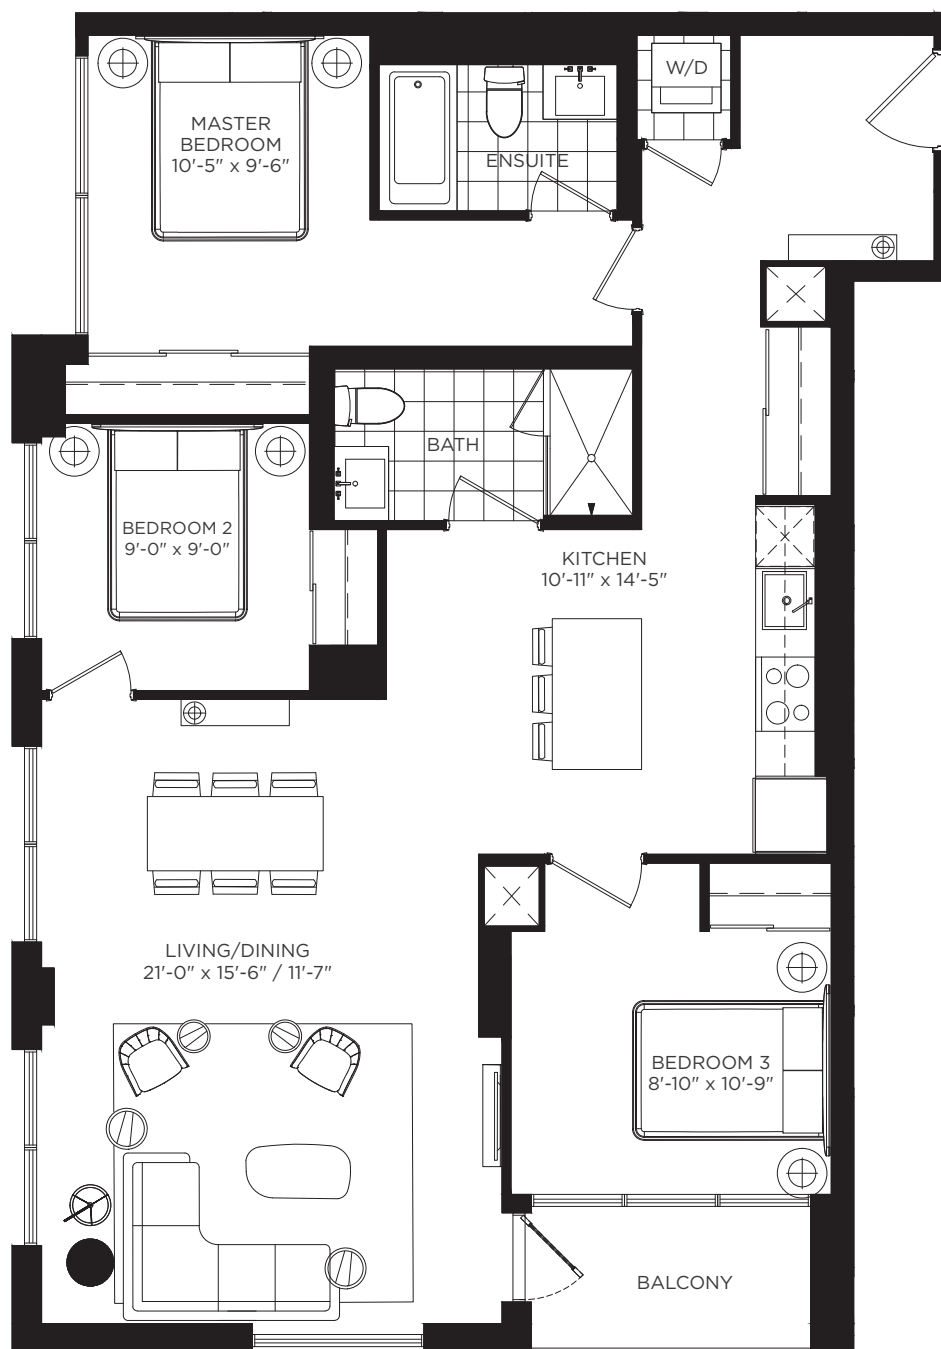 W/D
MASTER
BEDROOM
10'-5" x 9'-6"
ENSUITE
BATH
BEDROOM 2
9'-0" x 9'-0"
KITCHEN
10'-11" x 14'-5"
LIVING/DINING
21'-0" x 15'-6" / 11'-7"
BEDROOM 3
8'-10" x 10'-9"
BALCONY